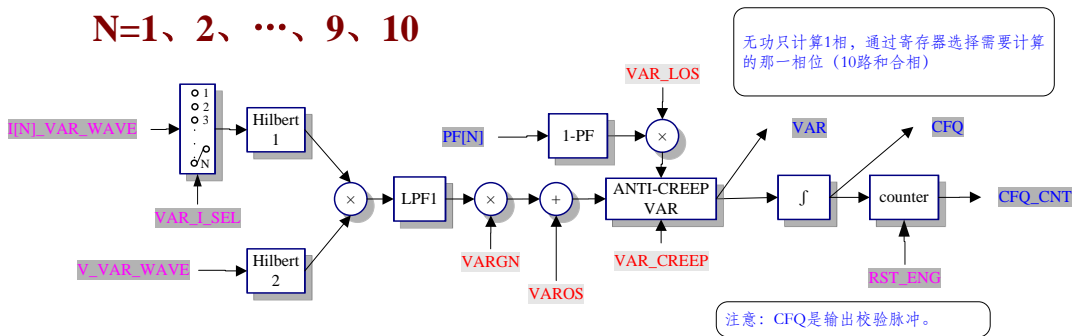 N=1、2、…、9、10
无功只计算1相，通过寄存器选择需要计算
的那一相位（10路和合相）
VAR_LOS
1
2
3
N
I[N]_VAR_WAVE
Hilbert
1
PF[N]
1-PF
×
VAR
CFQ
VAR_I_SEL
×
LPF1
×
+
ANTI-CREEP
VAR
∫
counter
CFQ_CNT
V_VAR_WAVE
Hilbert
2
VARGN
VAROS
VAR_CREEP
RST_ENG
注意：CFQ是输出校验脉冲。